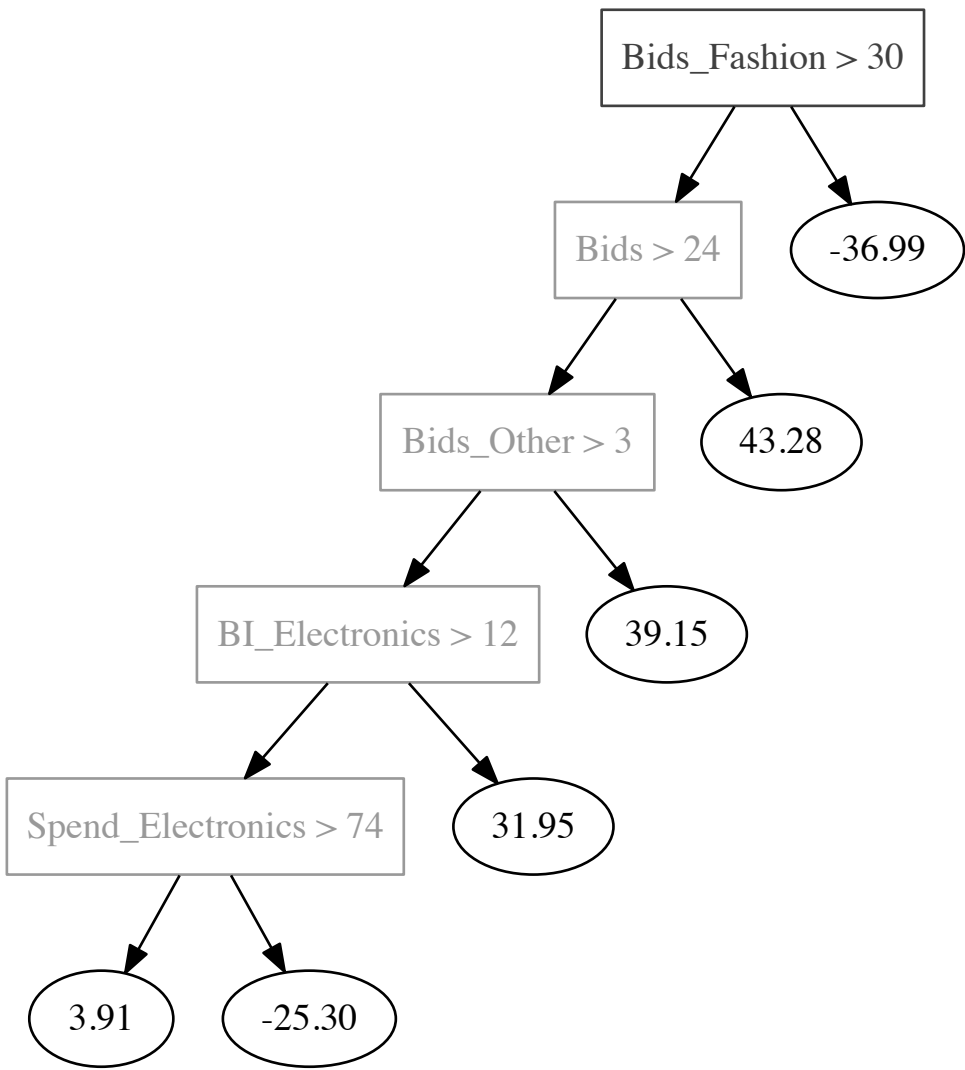 Bids_Fashion > 30
Bids > 24
-36.99
Bids_Other > 3
43.28
BI_Electronics > 12
39.15
Spend_Electronics > 74
31.95
3.91
-25.30